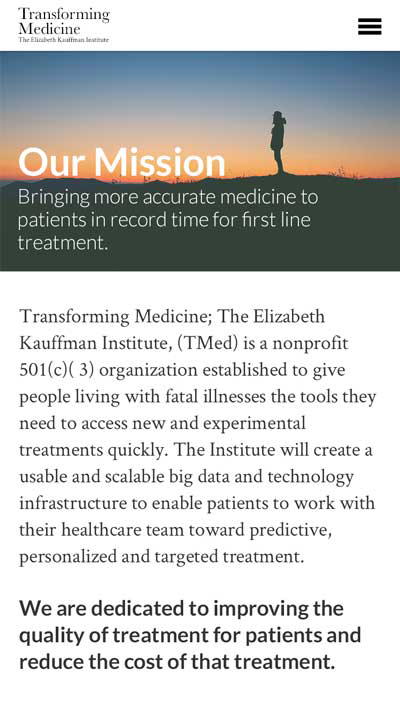 Transforming
Medicine
The Elizabeth Kauffman Institute
Our Mission
Bringing more accurate medicine to
patients in record time for first line
treatment.
Transforming Medicine; The Elizabeth
Kauffman Institute, (TMed) is a nonprofit
501(c)( 3) organization established to give
people living with fatal illnesses the tools they
need to access new and experimental
treatments quickly. The Institute will create a
usable and scalable big data and technology
infrastructure to enable patients to work with
their healthcare team toward predictive,
personalized and targeted treatment.
We are dedicated to improving the
quality of treatment for patients and
reduce the cost of that treatment.